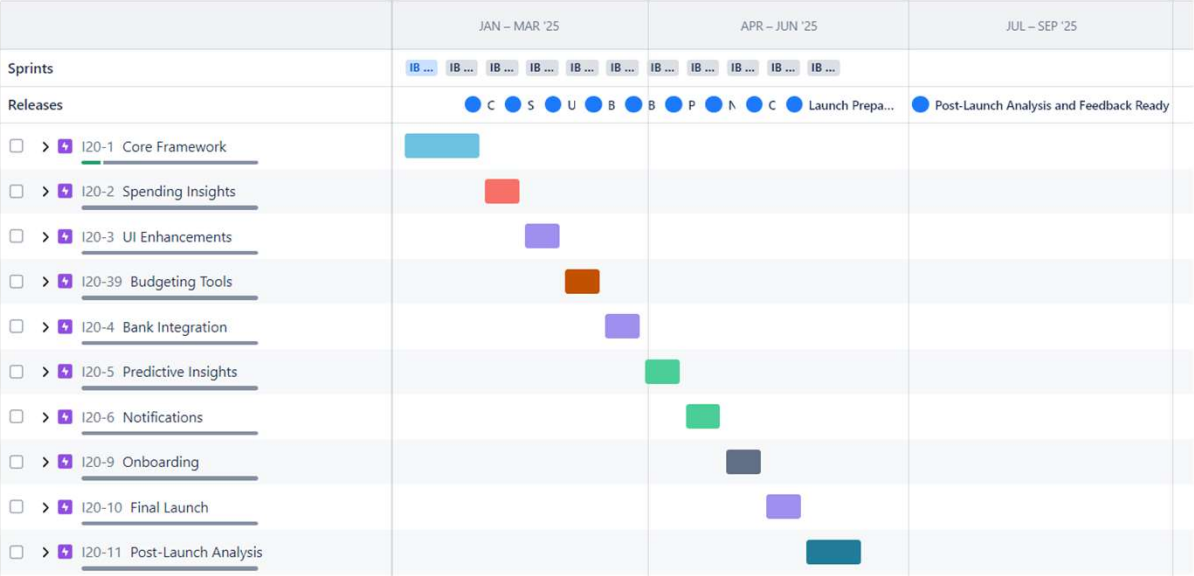 JAN – MAR '25 APR – JUN '25 JUL – SEP '25
Sprints IB ... IB ... IB ... IB ... IB ... IB ... IB ... IB ... IB ... IB ... IB ...
Releases C S U B B P N C Launch Prepa... Post-Launch Analysis and Feedback Ready
I20-1 Core Framework
I20-2 Spending Insights
I20-3 UI Enhancements
I20-39 Budgeting Tools
I20-4 Bank Integration
I20-5 Predictive Insights
I20-6 Notifications
I20-9 Onboarding
I20-10 Final Launch
I20-11 Post-Launch Analysis